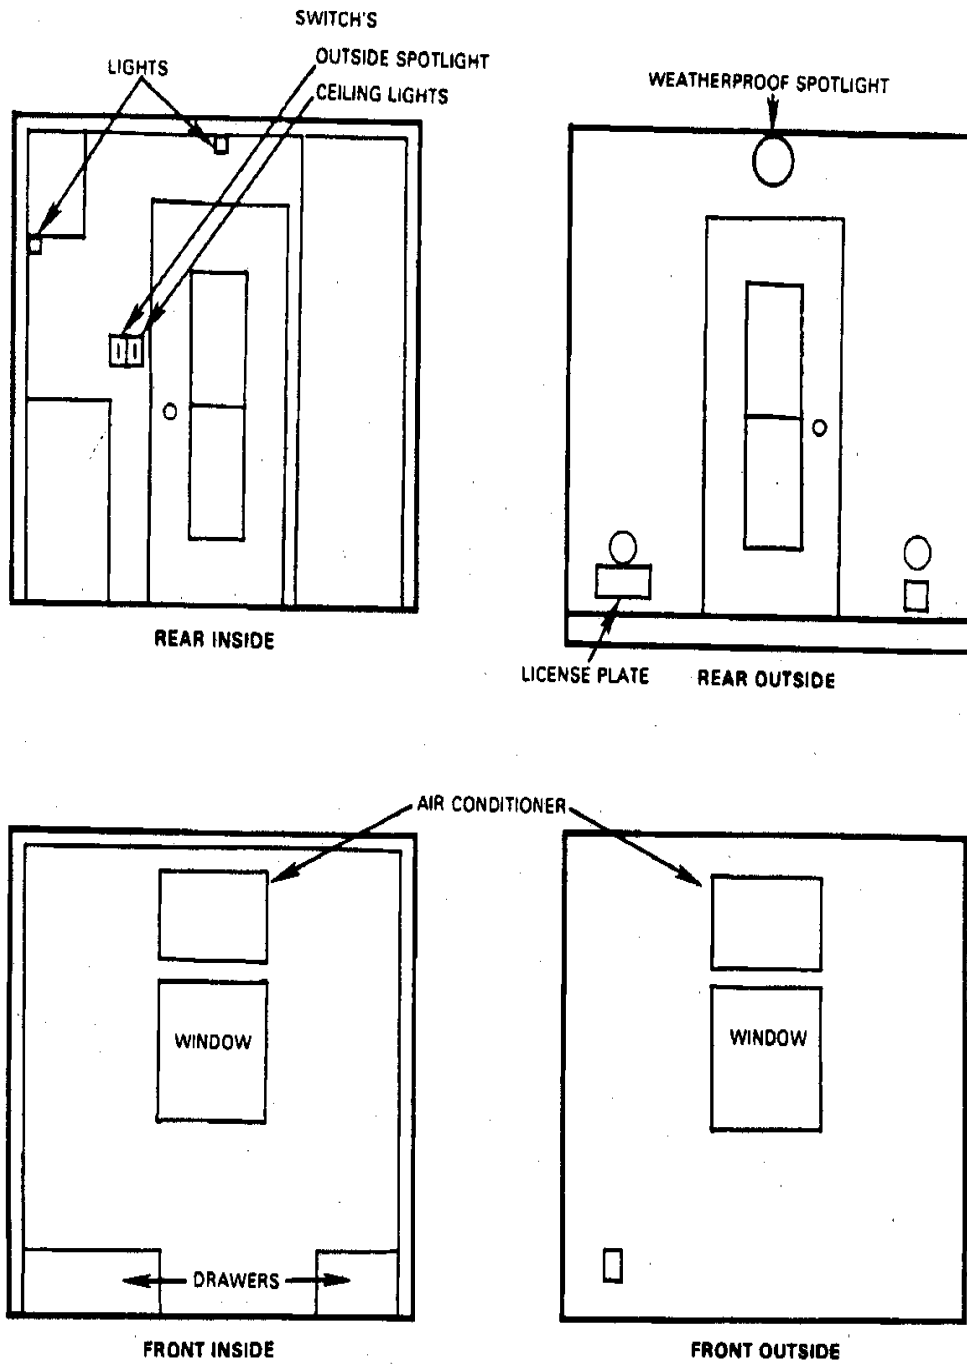 SWITCH'S
OUTSIDE SPOTLIGHT
CEILING LIGHTS
LIGHTS
WEATHERPROOF SPOTLIGHT
REAR INSIDE
LICENSE PLATE
REAR OUTSIDE
AIR CONDITIONER
WINDOW
WINDOW
DRAWERS
FRONT INSIDE
FRONT OUTSIDE